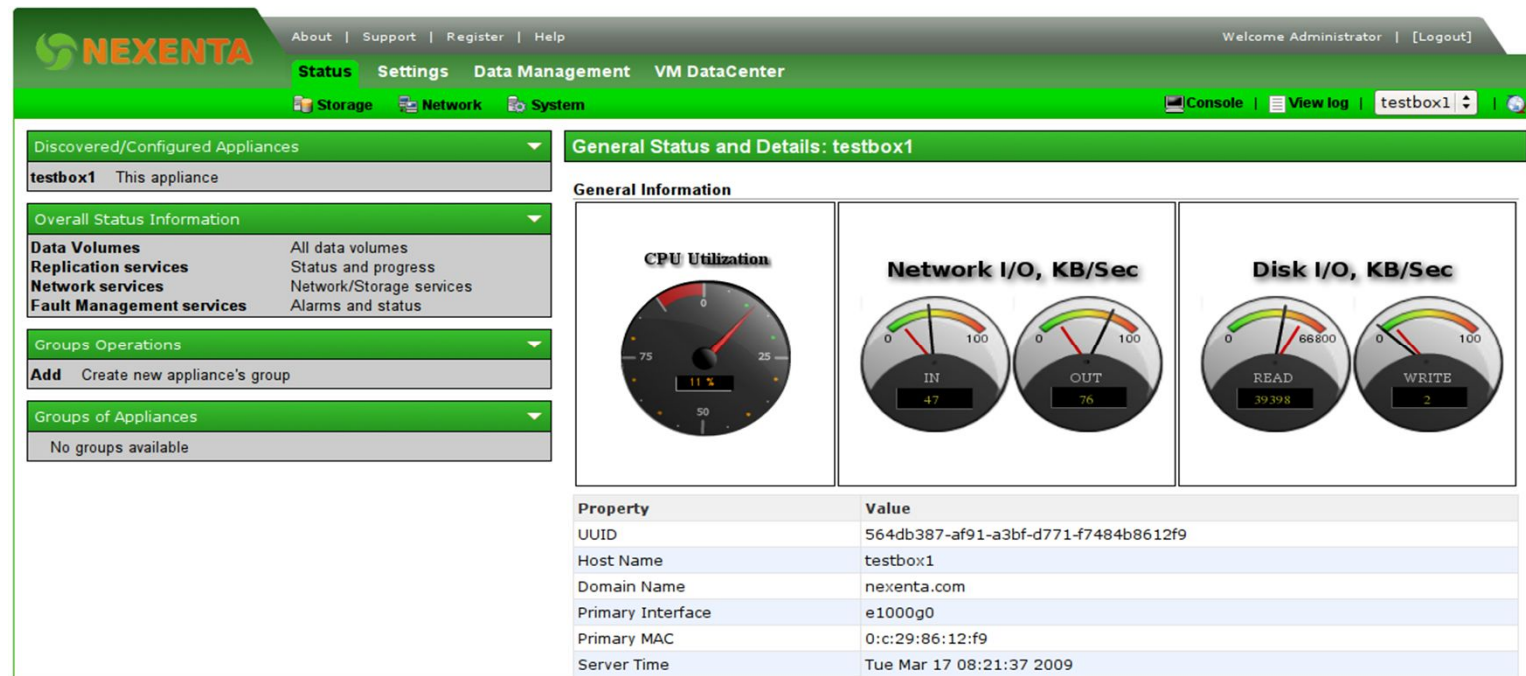 NEXENTA
About | Support | Register | Help
Welcome Administrator | [Logout]
Status Settings Data Management VM DataCenter
Storage Network System
Console | View log | testbox1 |
Discovered/Configured Appliances
testbox1 This appliance
Overall Status Information
Data Volumes All data volumes
Replication services Status and progress
Network services Network/Storage services
Fault Management services Alarms and status
Groups Operations
Add Create new appliance's group
Groups of Appliances
No groups available
General Status and Details: testbox1
General Information
CPU Utilization
0
75 25
11 %
50
Network I/O, KB/Sec
0 100
IN
47
0 100
OUT
76
Disk I/O, KB/Sec
0 66800
READ
39398
0 100
WRITE
2
Property Value
UUID 564db387-af91-a3bf-d771-f7484b8612f9
Host Name testbox1
Domain Name nexenta.com
Primary Interface e1000g0
Primary MAC 0:c:29:86:12:f9
Server Time Tue Mar 17 08:21:37 2009